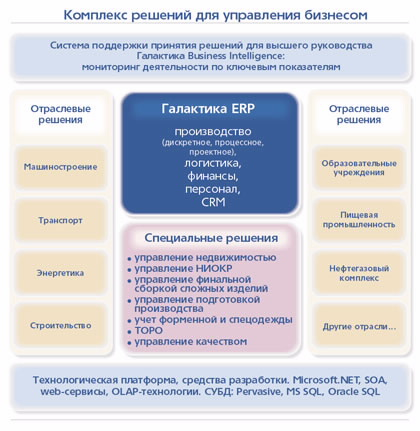 Комплекс решений для управления бизнесом
Система поддержки принятия решений для высшего руководства
Галактика Business Intelligence:
мониторинг деятельности по ключевым показателям
Отраслевые
решения
Машиностроение
Транспорт
Энергетика
Строительство
Галактика ERP
производство
(дискретное, процессное,
проектное),
логистика,
финансы,
персонал,
CRM
Специальные решения
• управление недвижимостью
• управление НИОКР
• управление финальной
сборкой сложных изделий
• управление подготовкой
производства
• учет форменной и спецодежды
• ТОРО
• управление качеством
Отраслевые
решения
Образовательные
учреждения
Пищевая
промышленность
Нефтегазовый
комплекс
Другие отрасли...
Технологическая платформа, средства разработки. Microsoft.NET, SOA,
web-сервисы, OLAP-технологии. СУБД: Pervasive, MS SQL, Oracle SQL